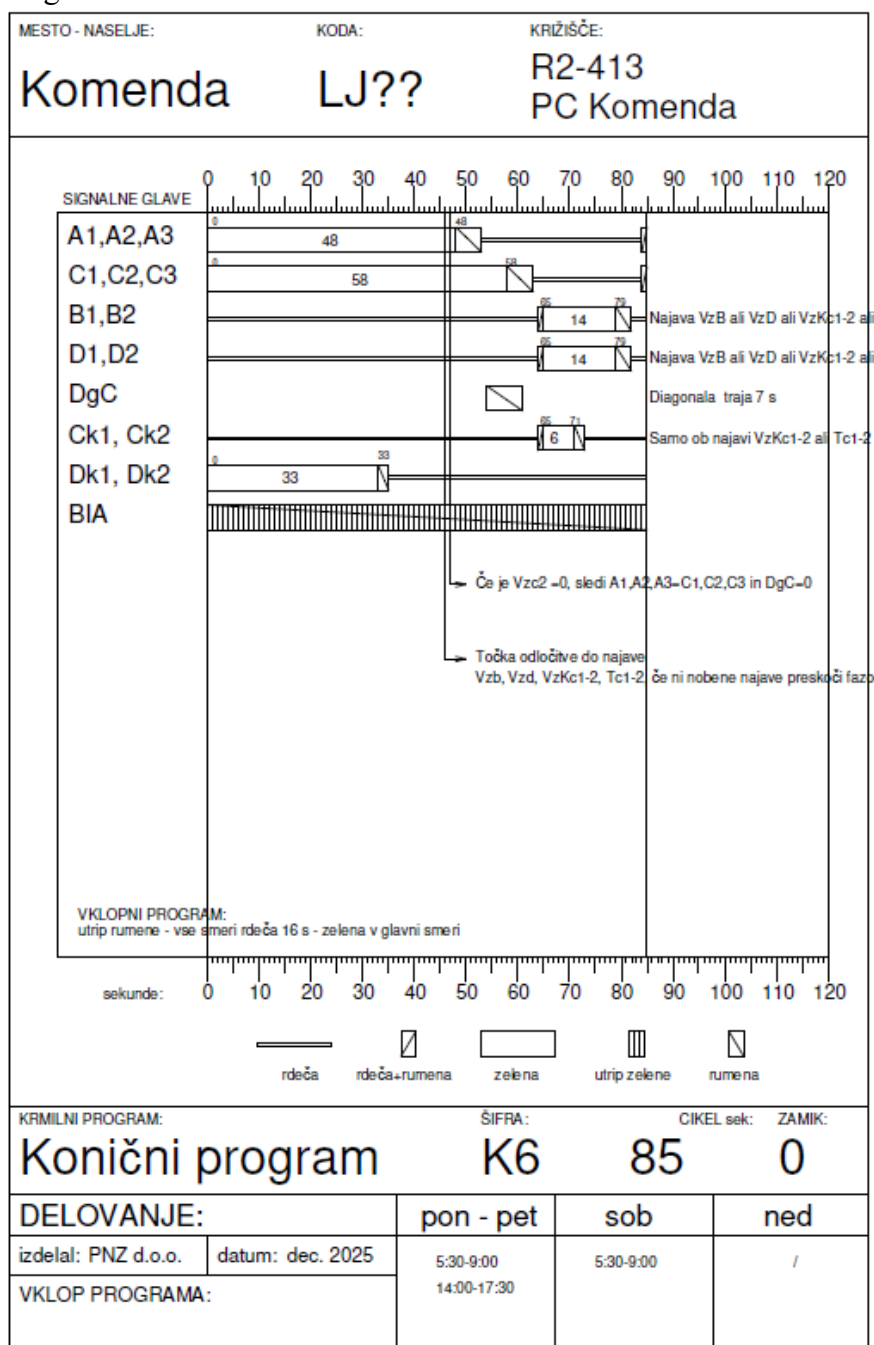 MESTO - NASELJE: KODA: KRIŽIŠČE:
Komenda LJ?? R2-413
PC Komenda
0 10 20 30 40 50 60 70 80 90 100 110 120
SIGNALNE GLAVE
A1,A2,A3 0 48 48
C1,C2,C3 0 58 58
B1,B2 65 14 79 Najava VzB ali VzD ali VzKc1-2 ali
D1,D2 65 14 79 Najava VzB ali VzD ali VzKc1-2 ali
DgC Diagonala traja 7 s
Ck1, Ck2 65 6 71 Samo ob najavi VzKc1-2 ali Tc1-2
Dk1, Dk2 0 33 33
BIA
Če je Vzc2 =0, sledi A1,A2,A3=C1,C2,C3 in DgC=0
Točka odločitve do najave
Vzb, Vzd, VzKc1-2, Tc1-2, če ni nobene najave preskoči fazo
VKLOPNI PROGRAM:
utrip rumene - vse smeri rdeča 16 s - zelena v glavni smeri
sekunde: 0 10 20 30 40 50 60 70 80 90 100 110 120
rdeča rdeča+rumena zelena utrip zelene rumena
KRMILNI PROGRAM: ŠIFRA: CIKEL sek: ZAMIK:
Konični program K6 85 0
DELOVANJE: pon - pet sob ned
izdelal: PNZ d.o.o. datum: dec. 2025 5:30-9:00 5:30-9:00 /
VKLOP PROGRAMA: 14:00-17:30